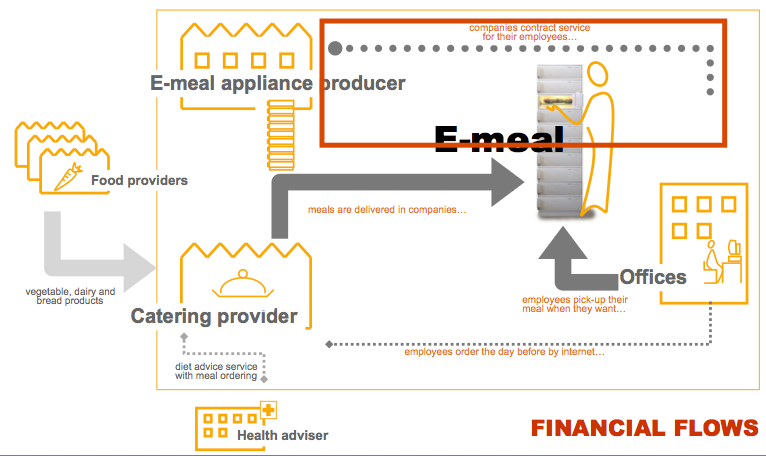 companies contract service
for their employees…
E-meal appliance producer
E-meal
Food providers
meals are delivered in companies…
vegetable, dairy and
bread products
Catering provider
Offices
employees pick-up their
meal when they want…
employees order the day before by internet…
diet advice service
with meal ordering
Health adviser
FINANCIAL FLOWS